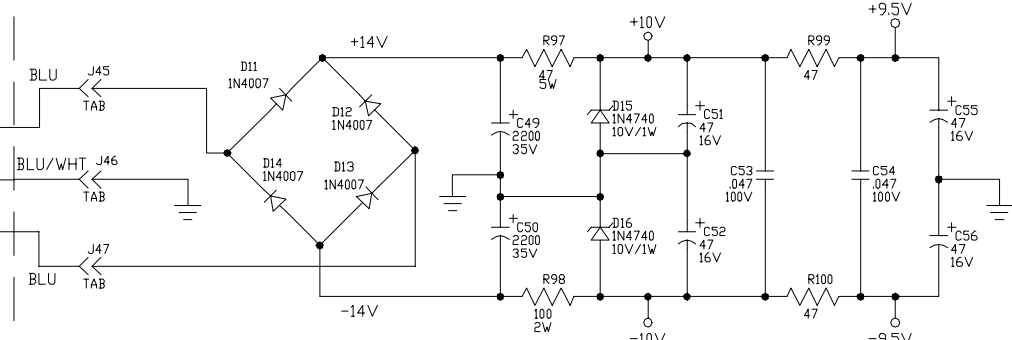 +9.5V
+10V
+14V
R97
47
5W
R99
47
BLU
J45
TAB
D11
1N4007
D12
1N4007
C49
2200
35V
D15
1N4740
10V/1W
C51
47
16V
C55
47
16V
BLU/WHT
J46
TAB
D14
1N4007
D13
1N4007
C53
.047
100V
C54
.047
100V
C50
2200
35V
D16
1N4740
10V/1W
C52
47
16V
C56
47
16V
J47
TAB
BLU
-14V
R98
100
2W
R100
47
-10V
-9.5V